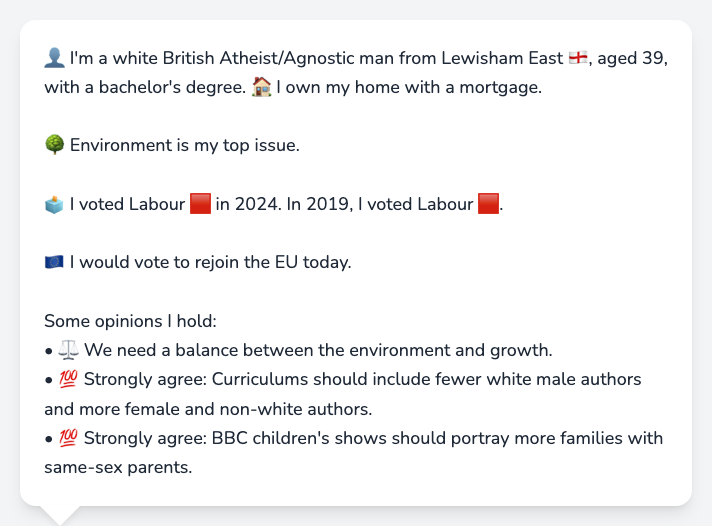 👤 I'm a white British Atheist/Agnostic man from Lewisham East 🏴󠁧󠁢󠁥󠁮󠁧󠁿, aged 39,
with a bachelor's degree. 🏠 I own my home with a mortgage.
🌳 Environment is my top issue.
🗳️ I voted Labour 🟥 in 2024. In 2019, I voted Labour 🟥.
🇪🇺 I would vote to rejoin the EU today.
Some opinions I hold:
• ⚖️ We need a balance between the environment and growth.
• 💯 Strongly agree: Curriculums should include fewer white male authors
and more female and non-white authors.
• 💯 Strongly agree: BBC children's shows should portray more families with
same-sex parents.